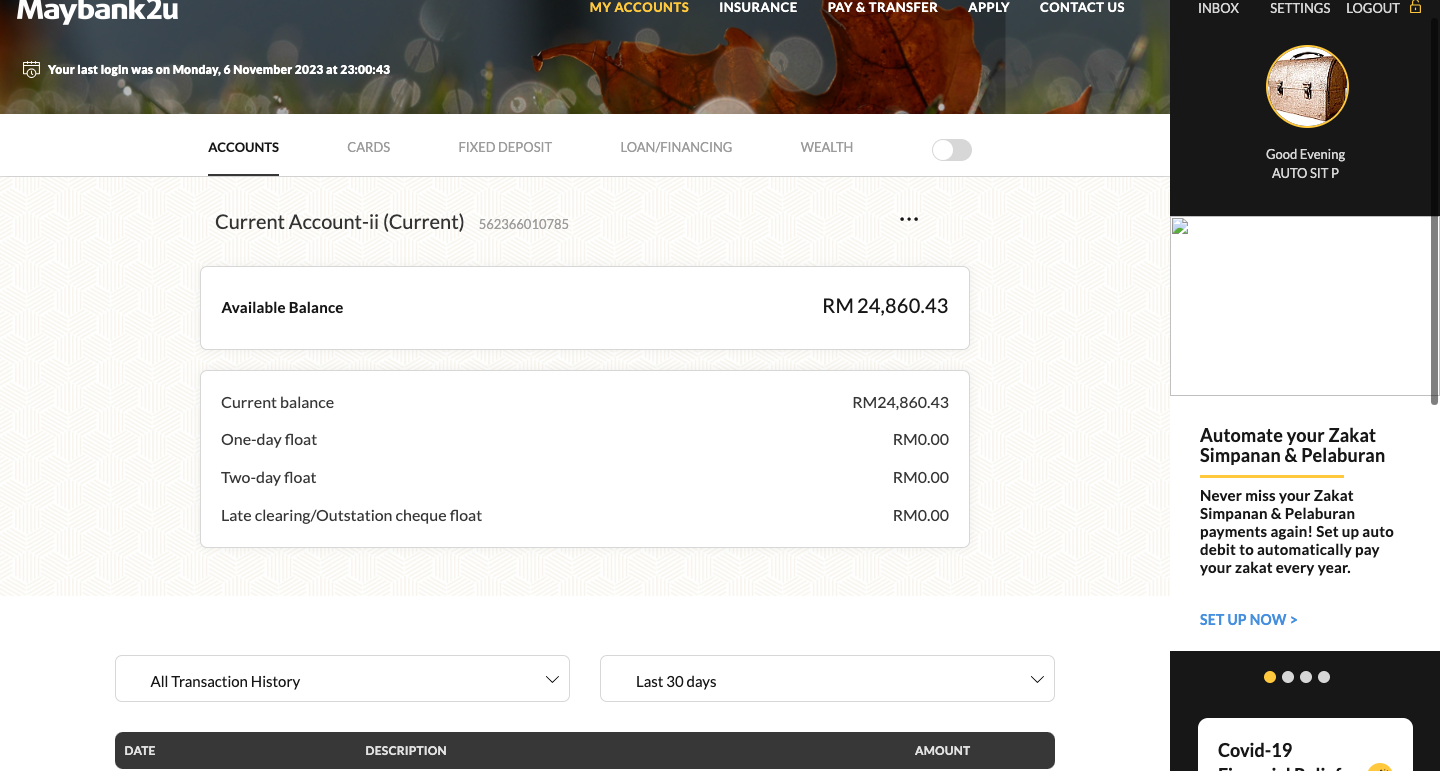 Maybank2u
MY ACCOUNTS
INSURANCE
PAY & TRANSFER
APPLY
CONTACT US
INBOX
SETTINGS
LOGOUT
Your last login was on Monday, 6 November 2023 at 23:00:43
Good Evening
AUTO SIT P
ACCOUNTS
CARDS
FIXED DEPOSIT
LOAN/FINANCING
WEALTH
Current Account-ii (Current) 562366010785
Available Balance RM 24,860.43
Current balance RM24,860.43
One-day float RM0.00
Two-day float RM0.00
Late clearing/Outstation cheque float RM0.00
All Transaction History
Last 30 days
DATE DESCRIPTION AMOUNT
Automate your Zakat
Simpanan & Pelaburan
Never miss your Zakat
Simpanan & Pelaburan
payments again! Set up auto
debit to automatically pay
your zakat every year.
SET UP NOW >
Covid-19
Financial Relief